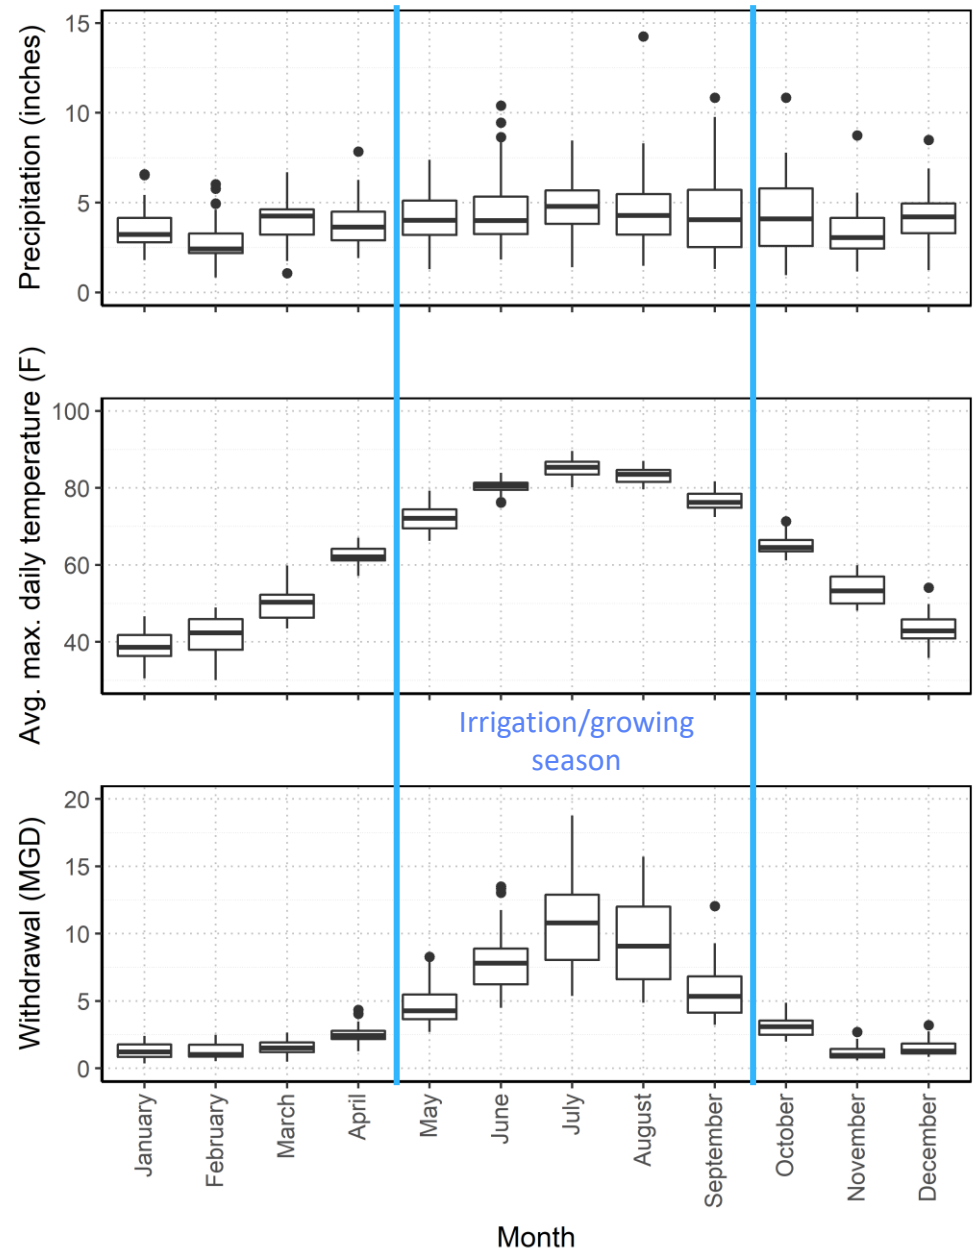 Precipitation (inches)
15
10
5
0
Avg. max. daily temperature (F)
100
80
60
40
Irrigation/growing
season
Withdrawal (MGD)
20
15
10
5
0
January
February
March
April
May
June
July
August
September
October
November
December
Month